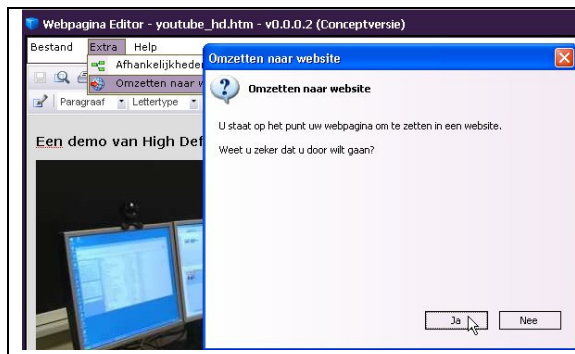 Webpagina Editor - youtube_hd.htm - v0.0.0.2 (Conceptversie)
Bestand Extra Help
Afhankelijkheden
Omzetten naar
Paragraaf Lettertype
Een demo van High Def
Omzetten naar website
Omzetten naar website
U staat op het punt uw webpagina om te zetten in een website.
Weet u zeker dat u door wilt gaan?
Ja Nee